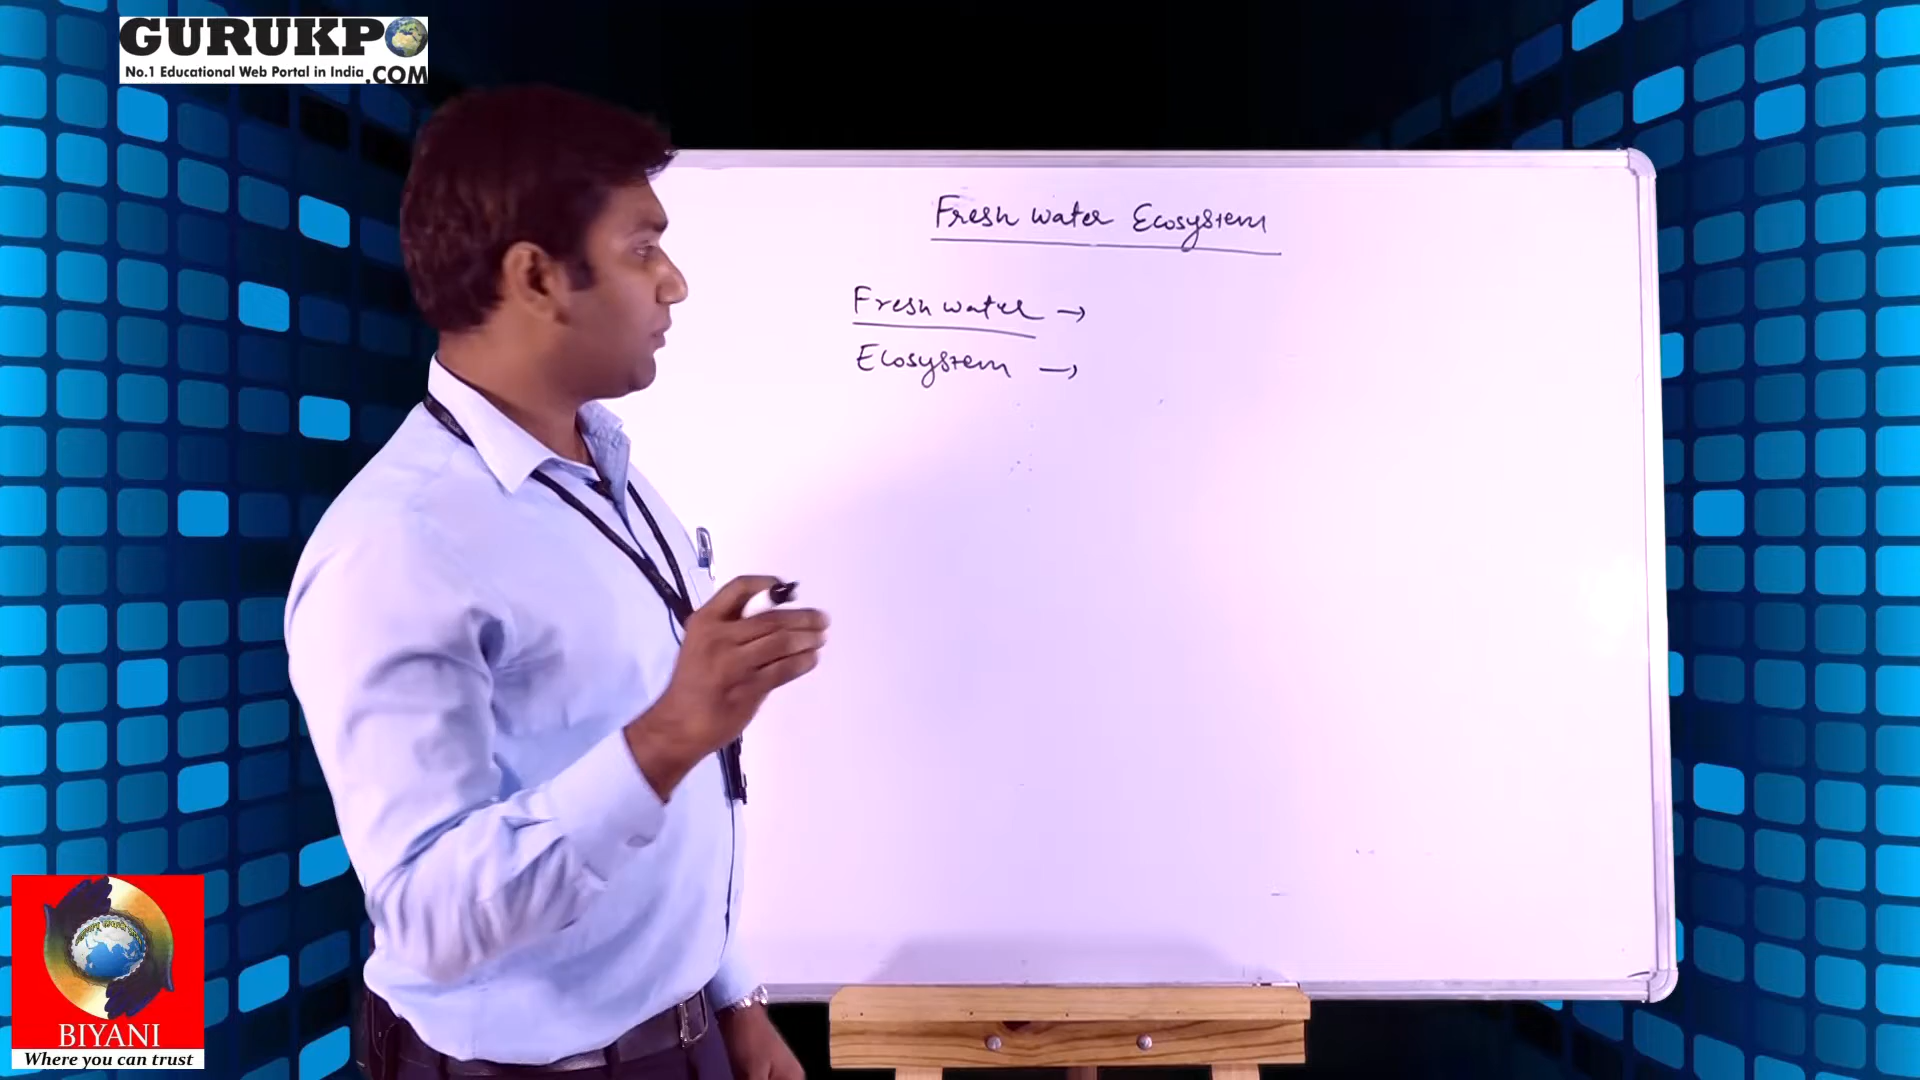 GURUKPO
No.1 Educational Web Portal in India .COM
Fresh water Ecosystem
Fresh water →
Ecosystem →
BIYANI
Where you can trust